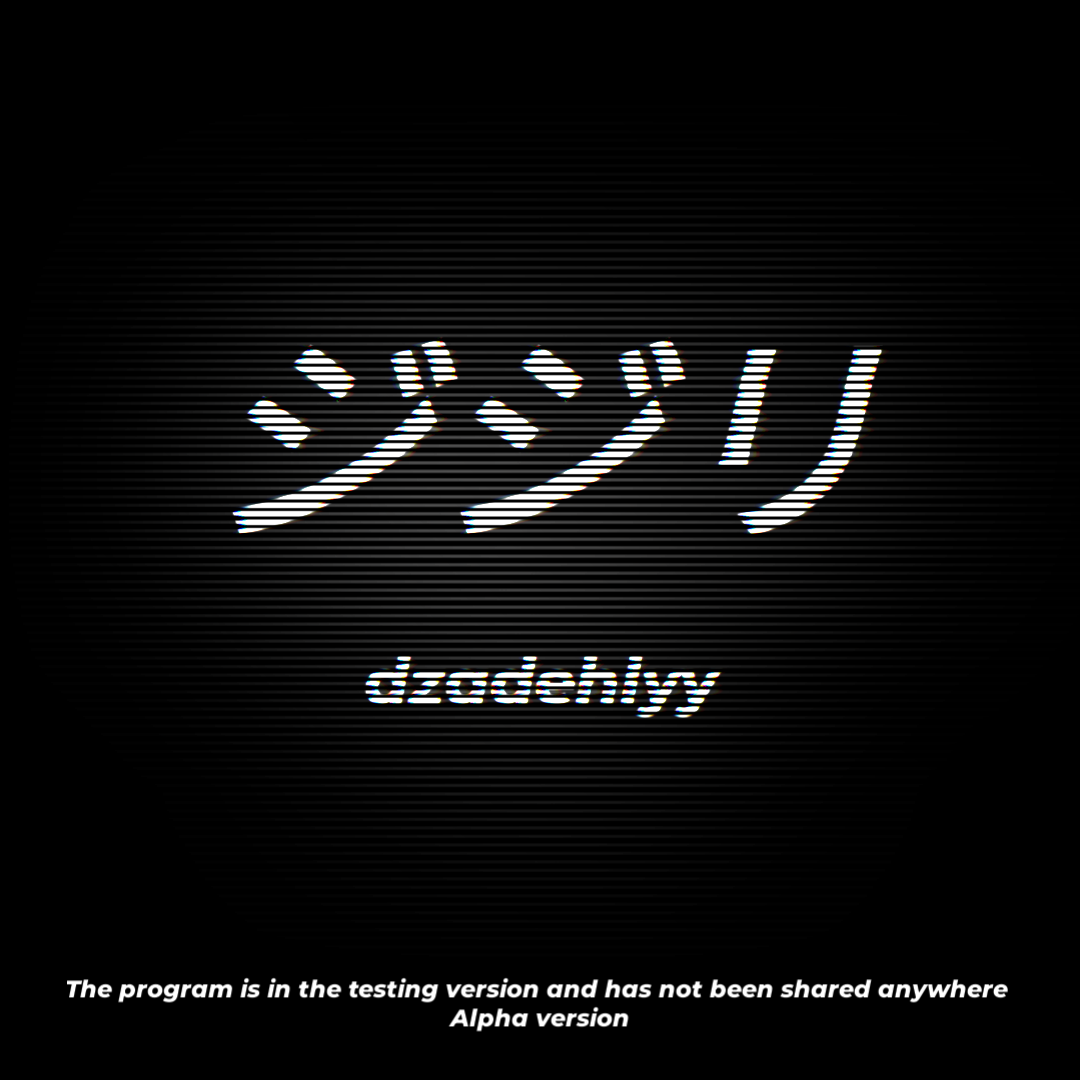 ジジリ
dzadehlyy
The program is in the testing version and has not been shared anywhere
Alpha version